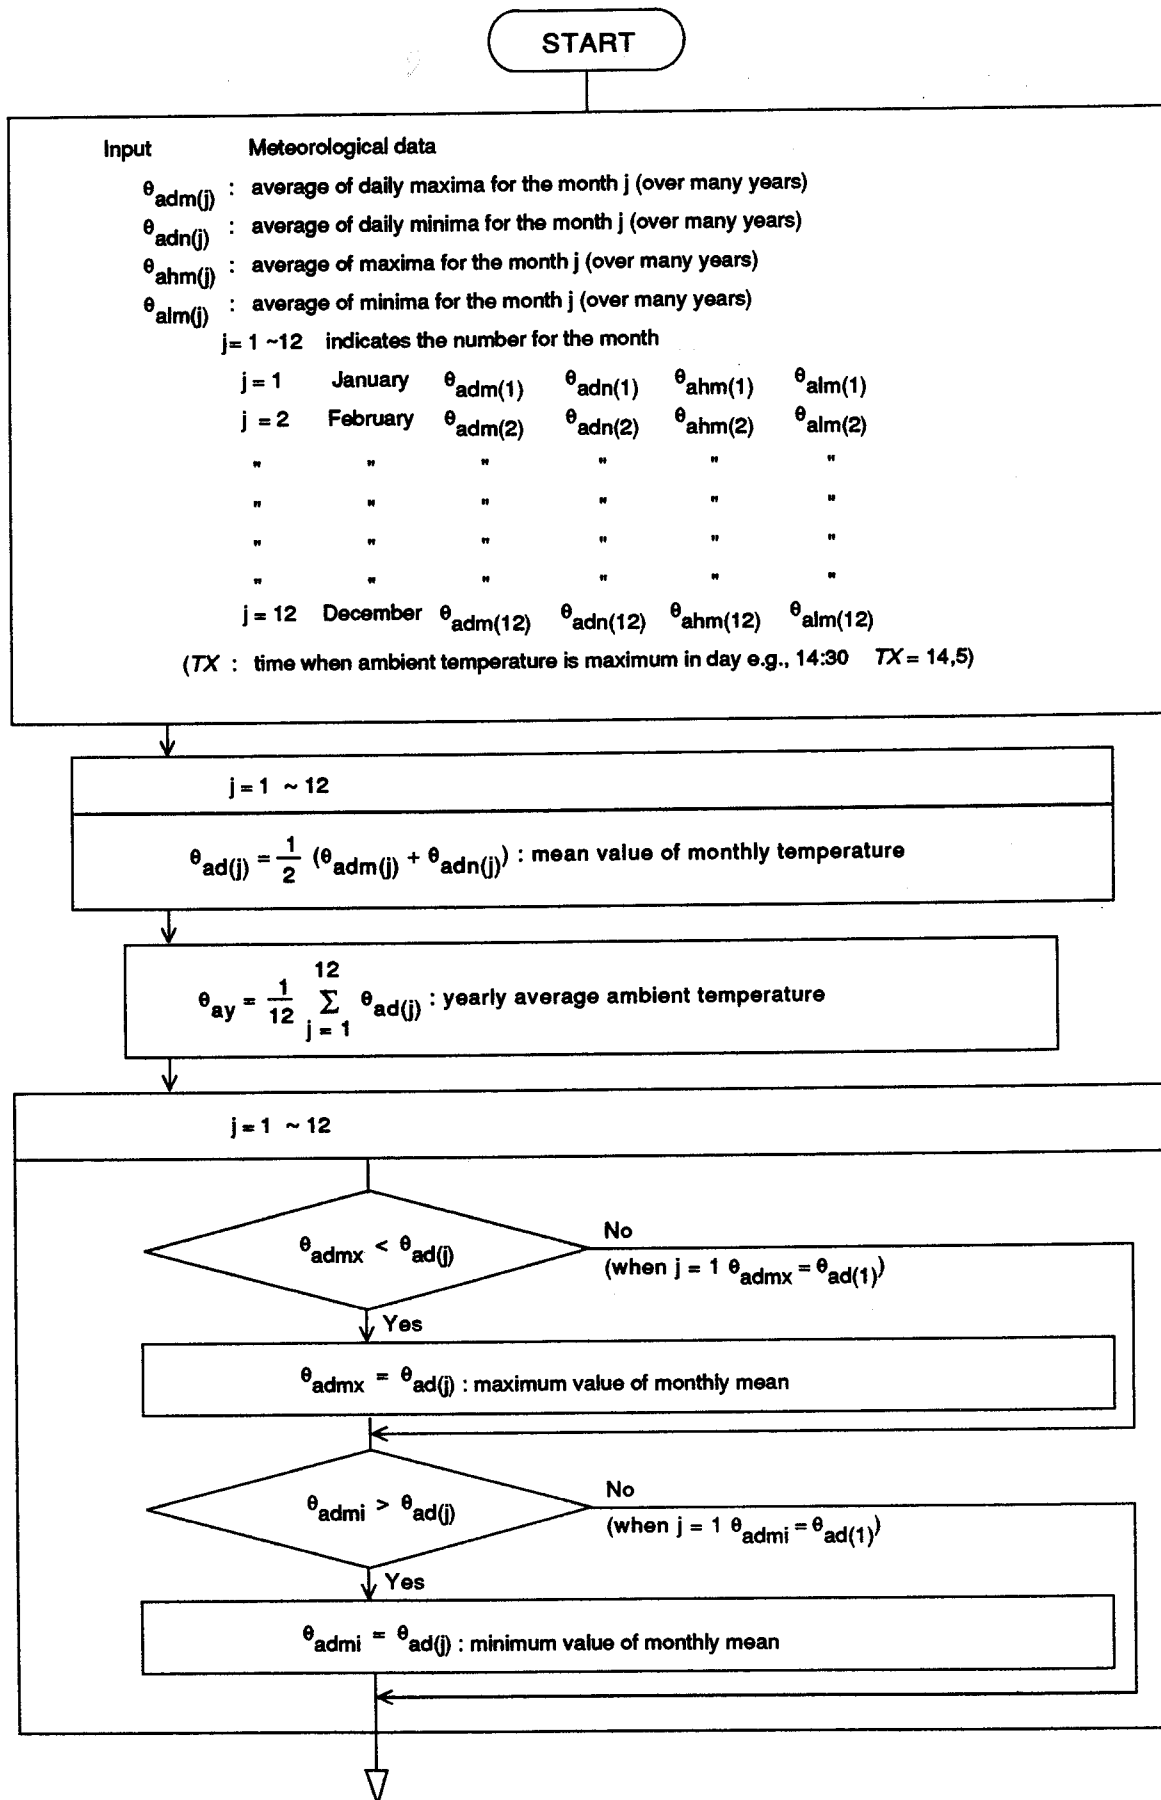 START
Input Meteorological data
θadm(j) : average of daily maxima for the month j (over many years)
θadn(j) : average of daily minima for the month j (over many years)
θahm(j) : average of maxima for the month j (over many years)
θalm(j) : average of minima for the month j (over many years)
j= 1 ~12 indicates the number for the month
j = 1 January θadm(1) θadn(1) θahm(1) θalm(1)
j = 2 February θadm(2) θadn(2) θahm(2) θalm(2)
" " " " " "
" " " " " "
" " " " " "
" " " " " "
j = 12 December θadm(12) θadn(12) θahm(12) θalm(12)
(TX : time when ambient temperature is maximum in day e.g., 14:30 TX = 14,5)
j = 1 ~ 12
θad(j) = 1/2 (θadm(j) + θadn(j)) : mean value of monthly temperature
θay = 1/12 12 Σ j = 1 θad(j) : yearly average ambient temperature
j = 1 ~ 12
θadmx < θad(j)
No
(when j = 1 θadmx = θad(1))
Yes
θadmx = θad(j) : maximum value of monthly mean
θadmi > θad(j)
No
(when j = 1 θadmi = θad(1))
Yes
θadmi = θad(j) : minimum value of monthly mean